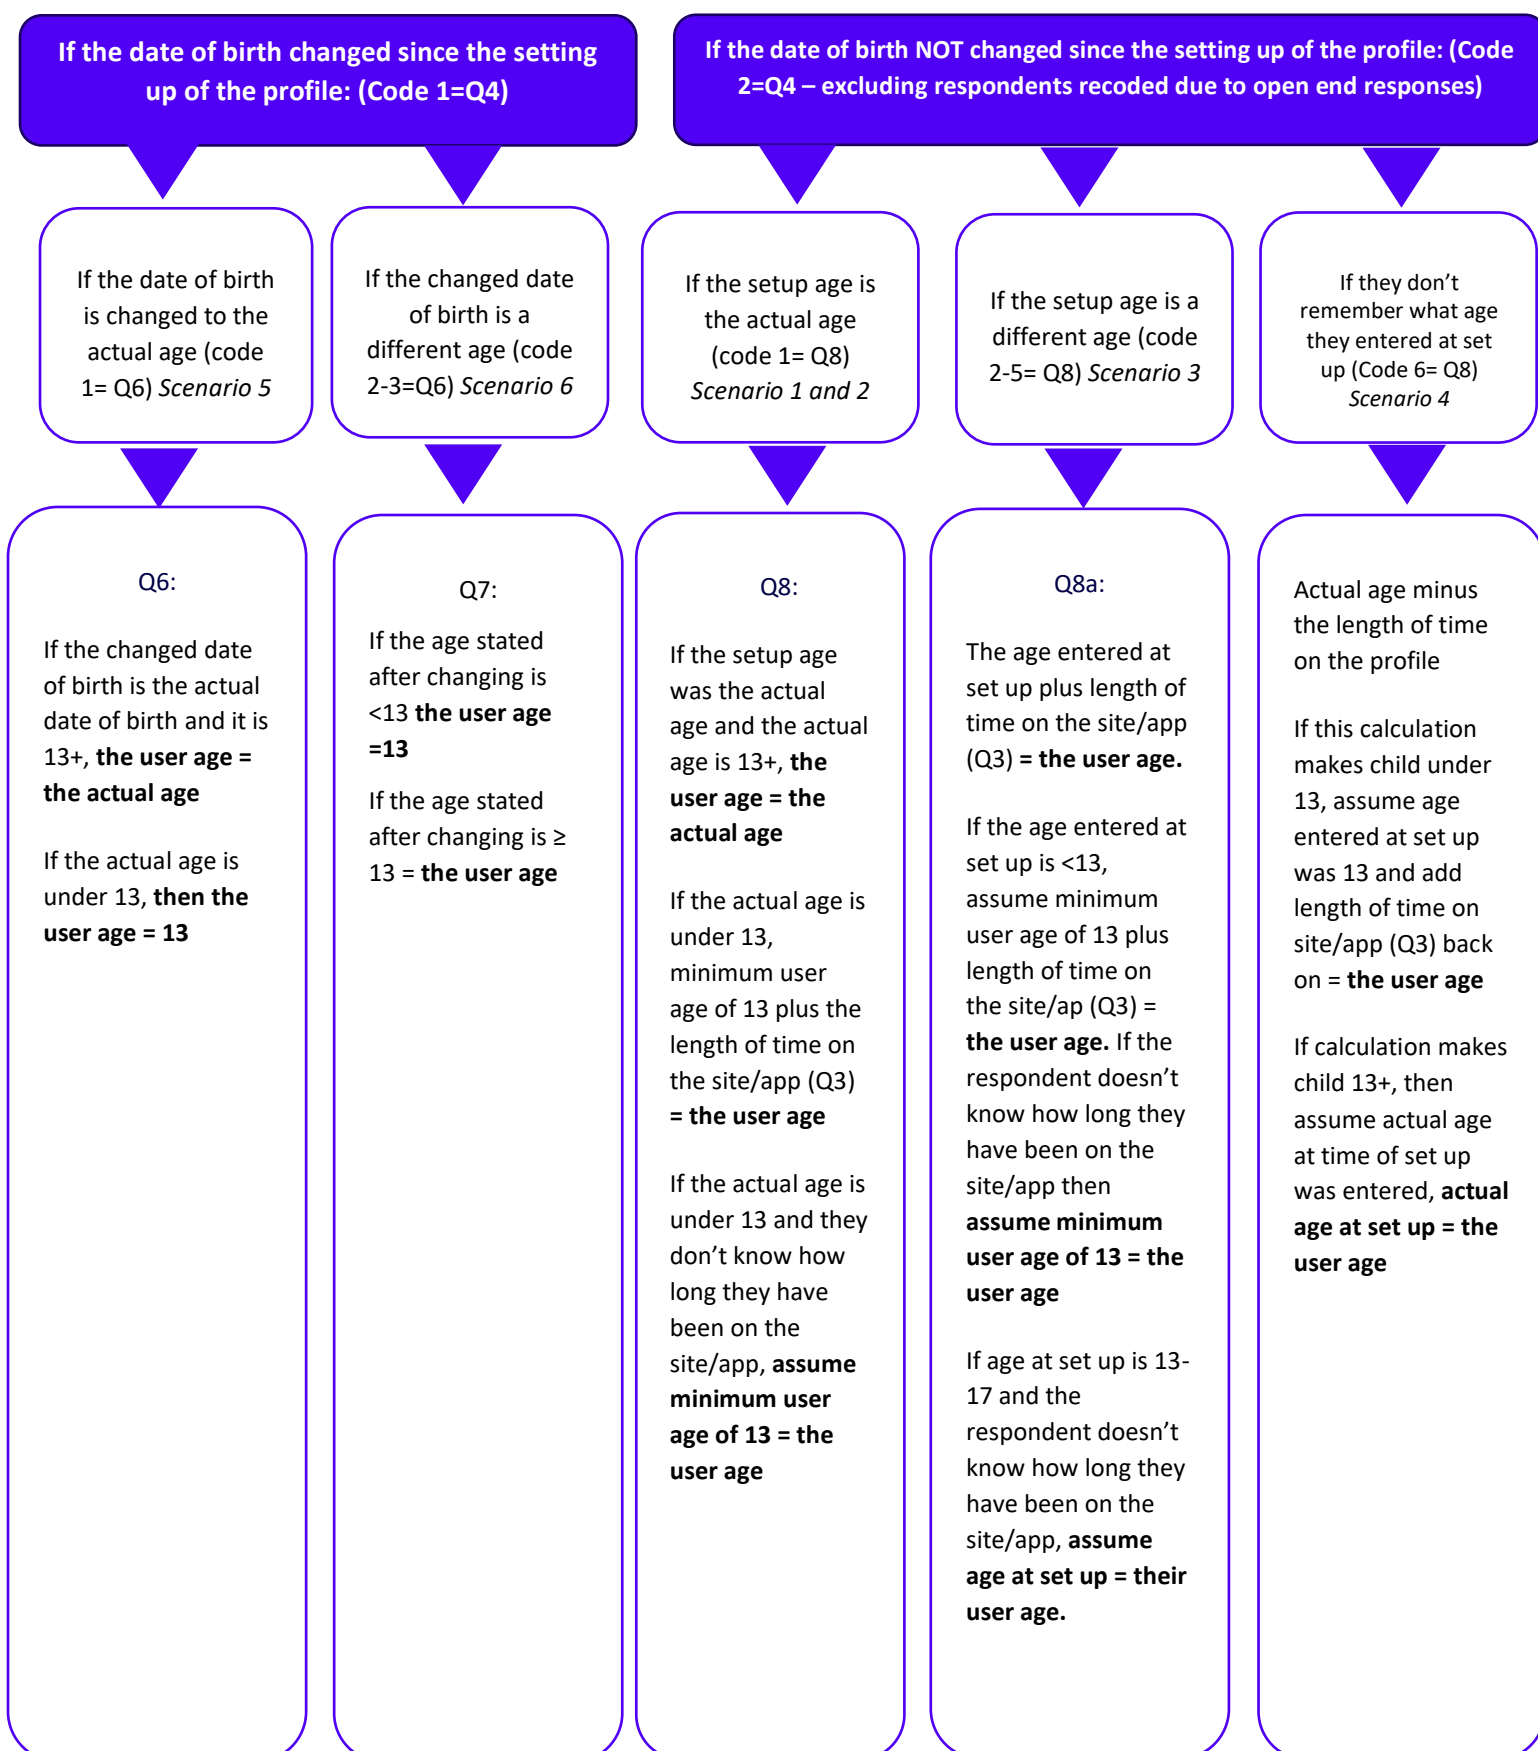 If the date of birth changed since the setting
up of the profile: (Code 1=Q4)
If the date of birth NOT changed since the setting up of the profile: (Code
2=Q4 – excluding respondents recoded due to open end responses)
If the date of birth
is changed to the
actual age (code
1= Q6) Scenario 5
If the changed date
of birth is a
different age (code
2-3=Q6) Scenario 6
If the setup age is
the actual age
(code 1= Q8)
Scenario 1 and 2
If the setup age is a
different age (code
2-5= Q8) Scenario 3
If they don’t
remember what age
they entered at set
up (Code 6= Q8)
Scenario 4
Q6:
If the changed date
of birth is the actual
date of birth and it is
13+, the user age =
the actual age
If the actual age is
under 13, then the
user age = 13
Q7:
If the age stated
after changing is
<13 the user age
=13
If the age stated
after changing is ≥
13 = the user age
Q8:
If the setup age
was the actual
age and the actual
age is 13+, the
user age = the
actual age
If the actual age is
under 13,
minimum user
age of 13 plus the
length of time on
the site/app (Q3)
= the user age
If the actual age is
under 13 and they
don’t know how
long they have
been on the
site/app, assume
minimum user
age of 13 = the
user age
Q8a:
The age entered at
set up plus length of
time on the site/app
(Q3) = the user age.
If the age entered at
set up is <13,
assume minimum
user age of 13 plus
length of time on
the site/ap (Q3) =
the user age. If the
respondent doesn’t
know how long they
have been on the
site/app then
assume minimum
user age of 13 = the
user age
If age at set up is 13-
17 and the
respondent doesn’t
know how long they
have been on the
site/app, assume
age at set up = their
user age.
Actual age minus
the length of time
on the profile
If this calculation
makes child under
13, assume age
entered at set up
was 13 and add
length of time on
site/app (Q3) back
on = the user age
If calculation makes
child 13+, then
assume actual age
at time of set up
was entered, actual
age at set up = the
user age